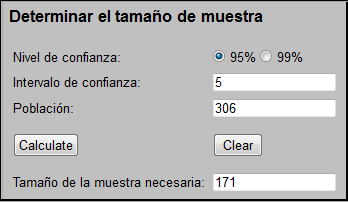 Determinar el tamaño de muestra
Nivel de confianza: 95% 99%
Intervalo de confianza: 5
Población: 306
Calculate Clear
Tamaño de la muestra necesaria: 171